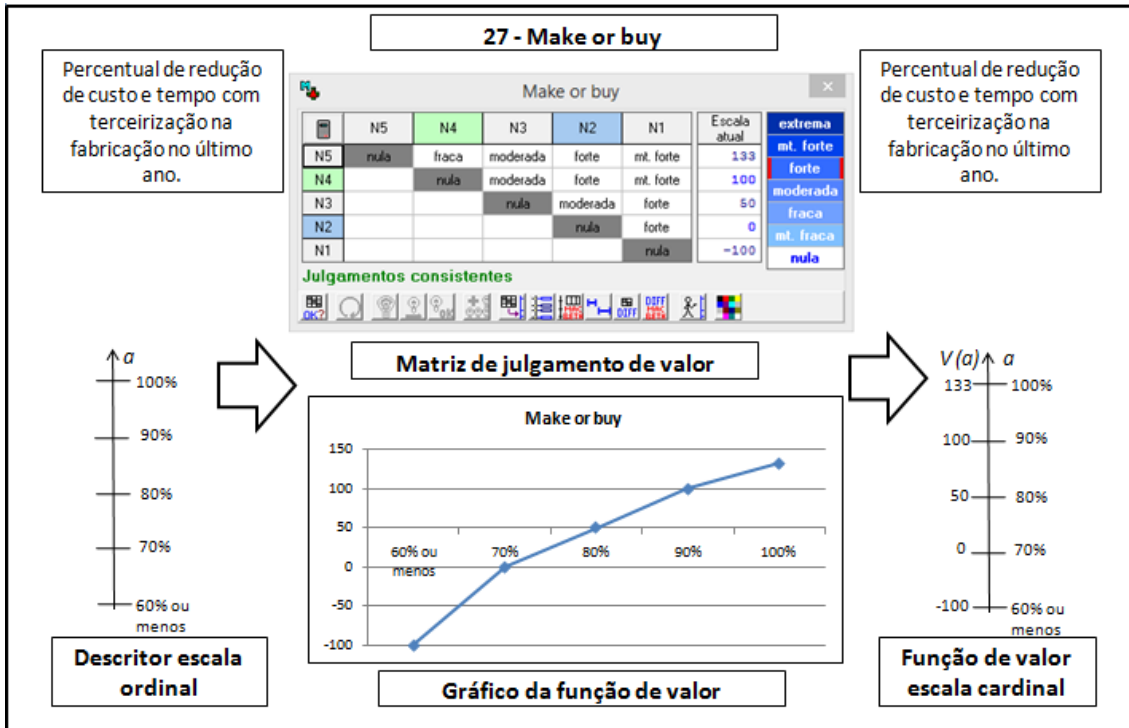 27 - Make or buy
Percentual de redução
de custo e tempo com
terceirização na
fabricação no último
ano.
Make or buy
N5 N4 N3 N2 N1 Escala
atual
N5 nula fraca moderada forte mt. forte 133
N4 nula moderada forte mt. forte 100
N3 nula moderada forte 50
N2 nula forte 0
N1 nula -100
extrema
mt. forte
forte
moderada
fraca
mt. fraca
nula
Julgamentos consistentes
OK?
DIFF
DIFF
Percentual de redução
de custo e tempo com
terceirização na
fabricação no último
ano.
a
100%
90%
80%
70%
60% ou
menos
Descritor escala
ordinal
Matriz de julgamento de valor
Make or buy
150
100
50
0
-50
-100
60% ou
menos
70%
80%
90%
100%
Gráfico da função de valor
V(a) a
133 100%
100 90%
50 80%
0 70%
-100 60% ou
menos
Função de valor
escala cardinal